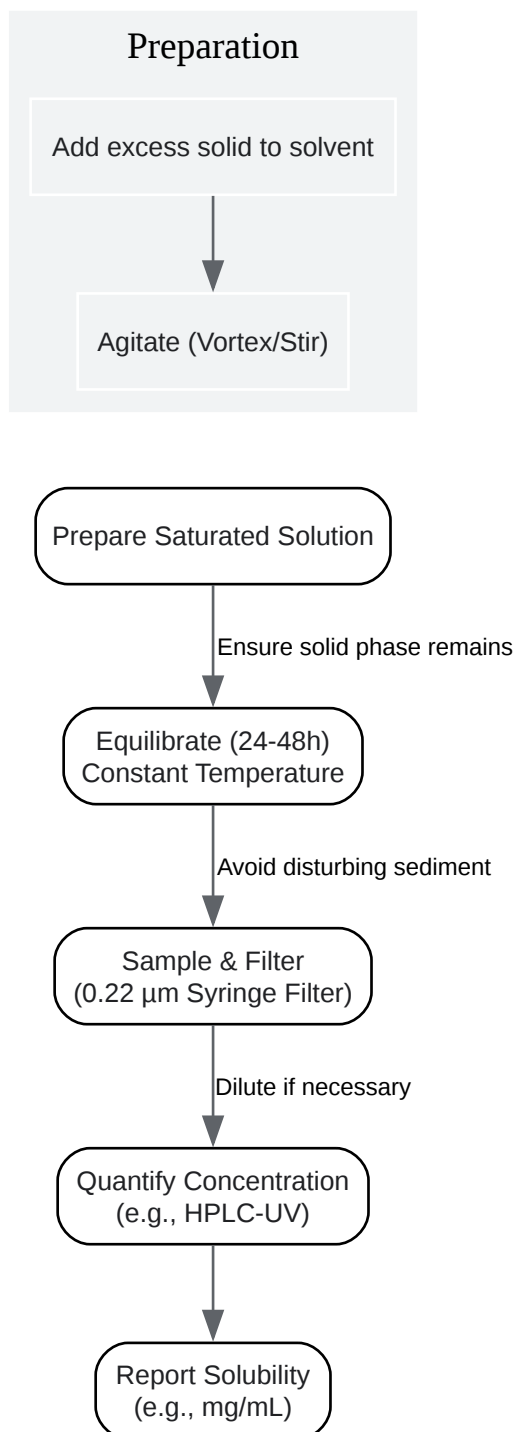 Preparation
Add excess solid to solvent
Agitate (Vortex/Stir)
Prepare Saturated Solution
Ensure solid phase remains
Equilibrate (24-48h)
Constant Temperature
Avoid disturbing sediment
Sample & Filter
(0.22 µm Syringe Filter)
Dilute if necessary
Quantify Concentration
(e.g., HPLC-UV)
Report Solubility
(e.g., mg/mL)